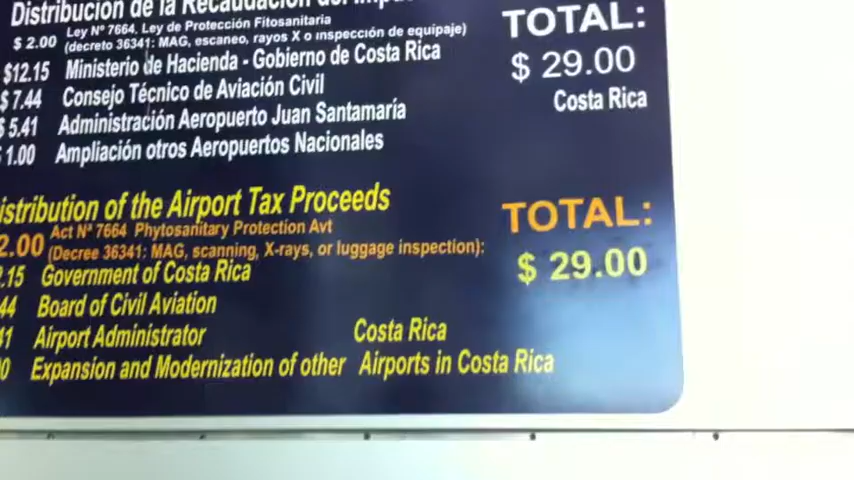 Distribución de la Recaudación del
$ 2.00 Ley Nº 7664, Ley de Protección Fitosanitaria
(decreto 36341: MAG, escaneo, rayos X o inspección de equipaje)
$12.15 Ministerio de Hacienda - Gobierno de Costa Rica
$ 7.44 Consejo Técnico de Aviación Civil
$ 5.41 Administración Aeropuerto Juan Santamaría
1.00 Ampliación otros Aeropuertos Nacionales
TOTAL:
$ 29.00
Costa Rica
istribution of the Airport Tax Proceeds
2.00 Act Nª 7664 Phytosanitary Protection Avt
(Decree 36341: MAG, scanning, X-rays, or luggage inspection):
.15 Government of Costa Rica
44 Board of Civil Aviation
41 Airport Administrator Costa Rica
0 Expansion and Modernization of other Airports in Costa Rica
TOTAL:
$ 29.00